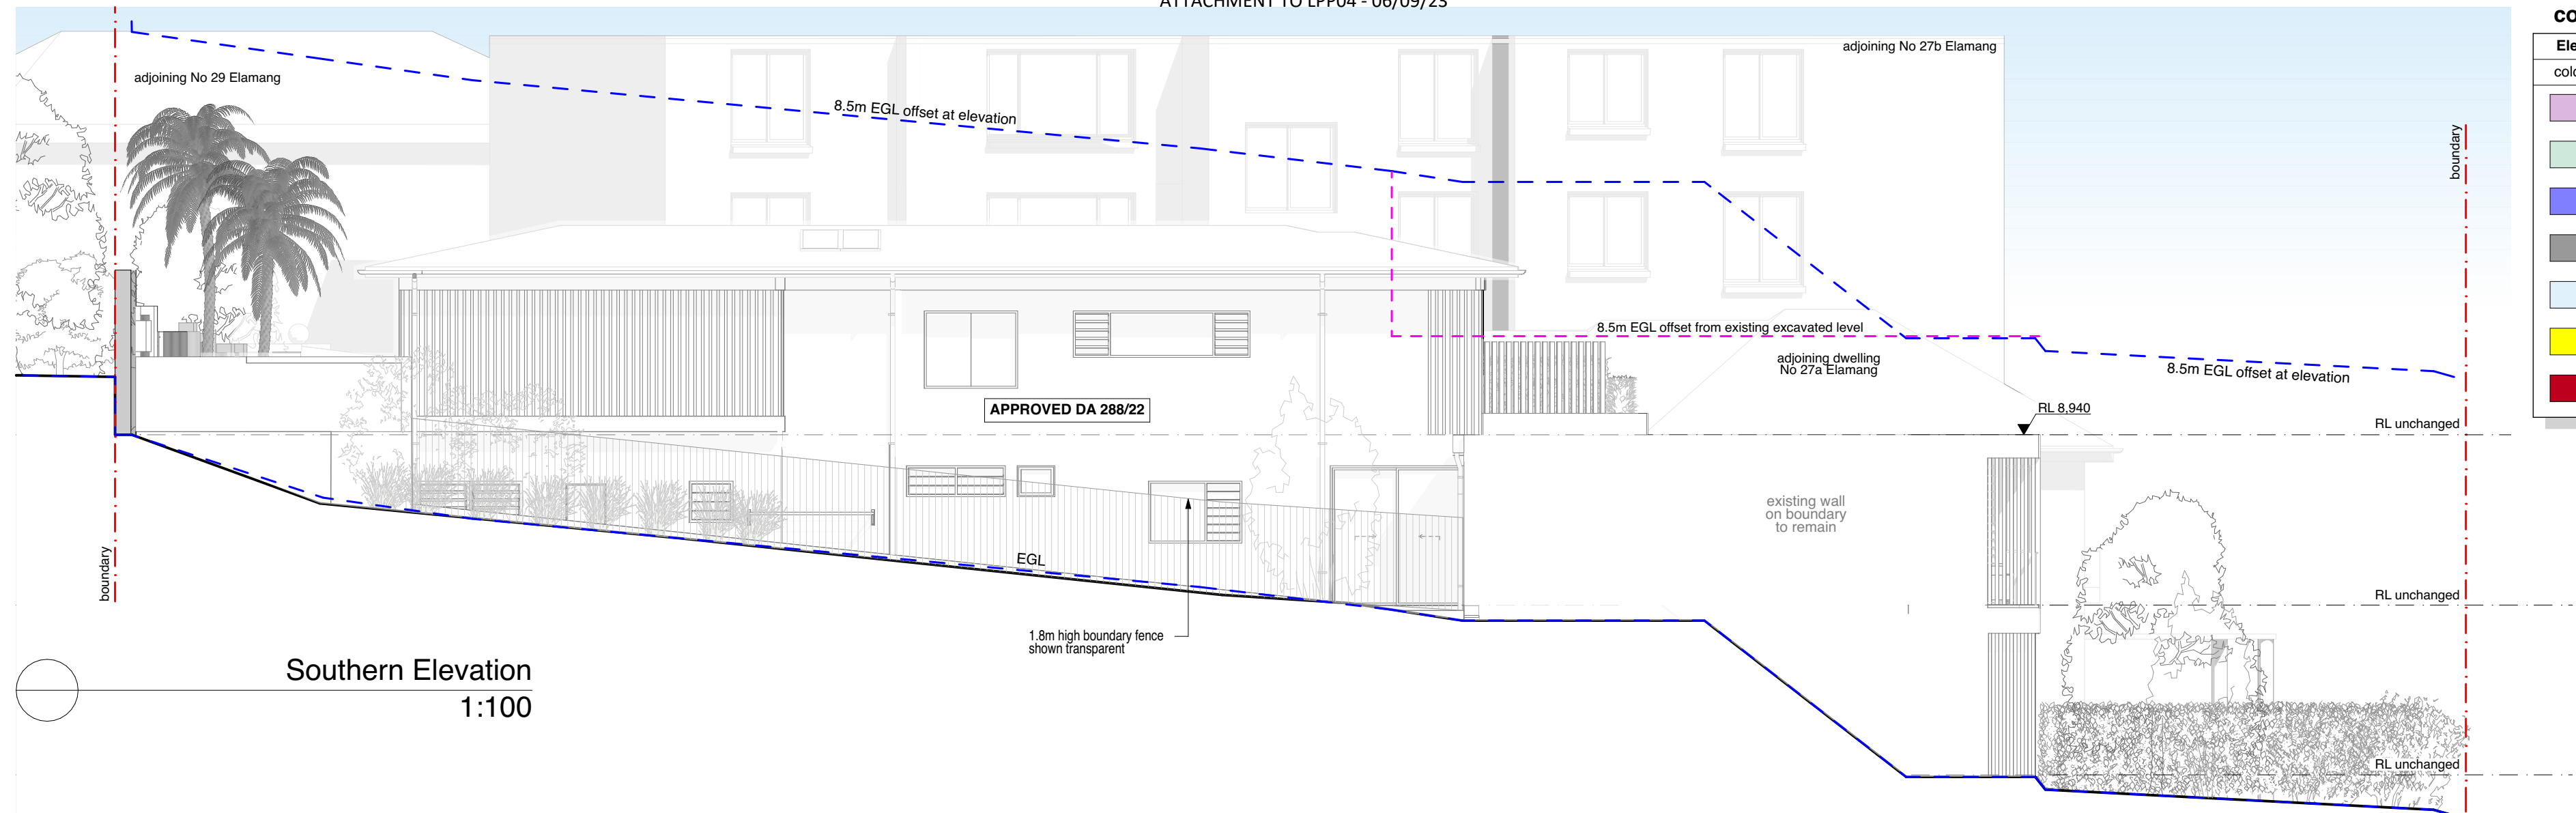 ATTACHMENT TO LPP04 - 06/09/23
adjoining No 29 Elamang
adjoining No 27b Elamang
8.5m EGL offset at elevation
boundary
8.5m EGL offset from existing excavated level
adjoining dwelling
No 27a Elamang
8.5m EGL offset at elevation
APPROVED DA 288/22
RL 8,940
RL unchanged
existing wall
on boundary
to remain
EGL
boundary
RL unchanged
1.8m high boundary fence
shown transparent
Southern Elevation
1:100
RL unchanged